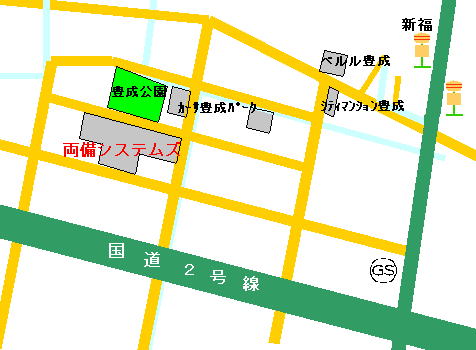 新福
ベルル豊成
豊成公園
カーサ豊成パーク
シティマンション豊成
両備システムズ
国道2号線
GS